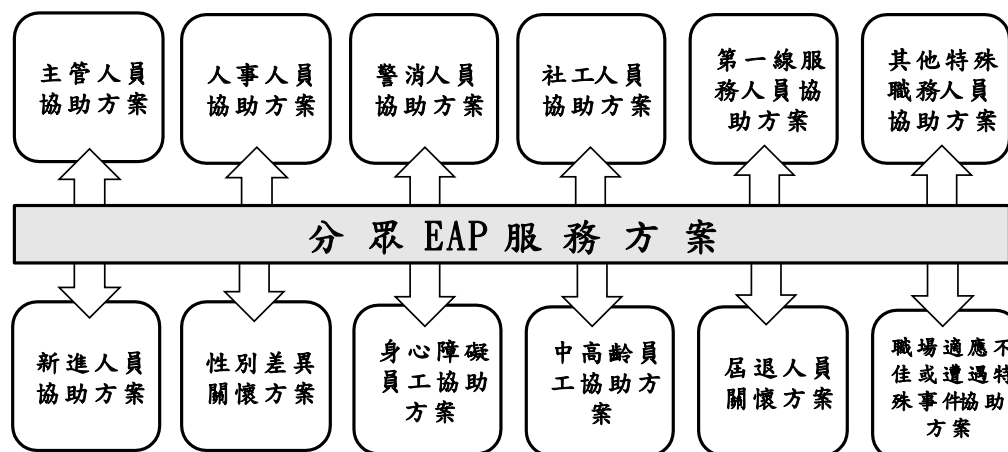 主管人員
協助方案
人事人員
協助方案
警消人員
協助方案
社工人員
協助方案
第一線服
務人員協
助方案
其他特殊
職務人員
協助方案
分眾EAP服務方案
新進人員
協助方案
性別差異
關懷方案
身心障礙
員工協助
方案
中高齡員
工協助方
案
屆退人員
關懷方案
職場適應不
佳或遭遇特
殊事件協助
方案